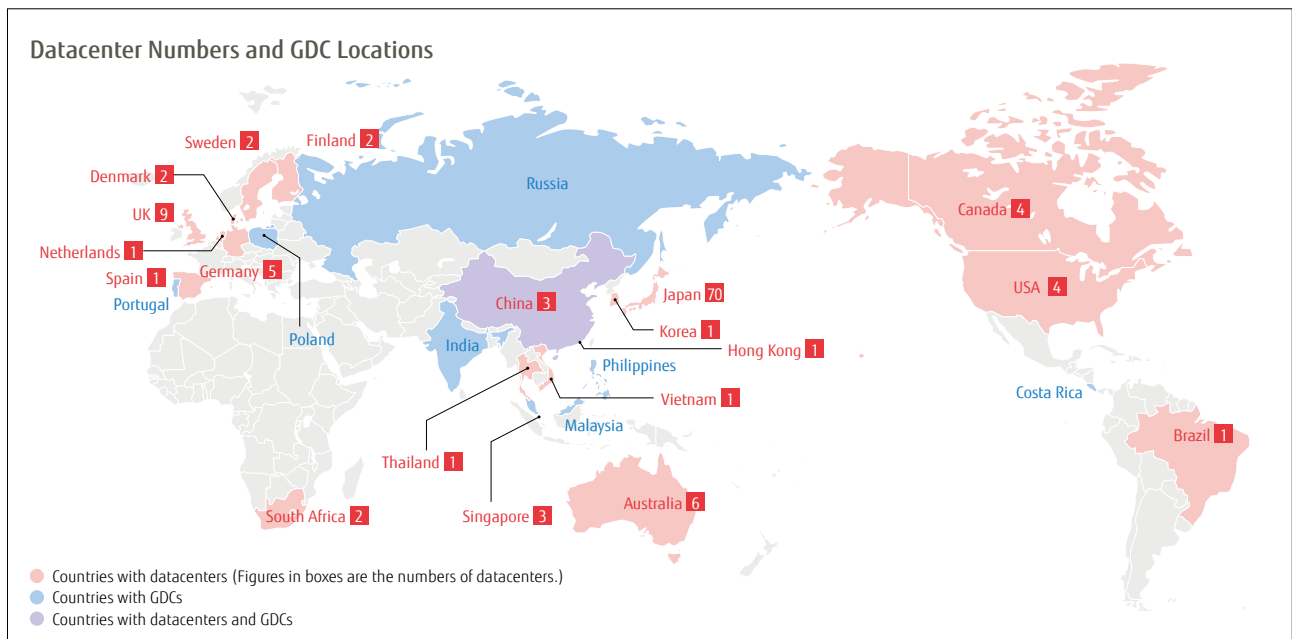 Datacenter Numbers and GDC Locations
Sweden 2
Finland 2
Denmark 2
Russia
UK 9
Canada 4
Netherlands 1
Germany 5
Spain 1
USA 4
China 3
Japan 70
Portugal
Korea 1
Poland
India
Hong Kong 1
Philippines
Costa Rica
Vietnam 1
Malaysia
Brazil 1
Thailand 1
Australia 6
South Africa 2
Singapore 3
Countries with datacenters (Figures in boxes are the numbers of datacenters.)
Countries with GDCs
Countries with datacenters and GDCs